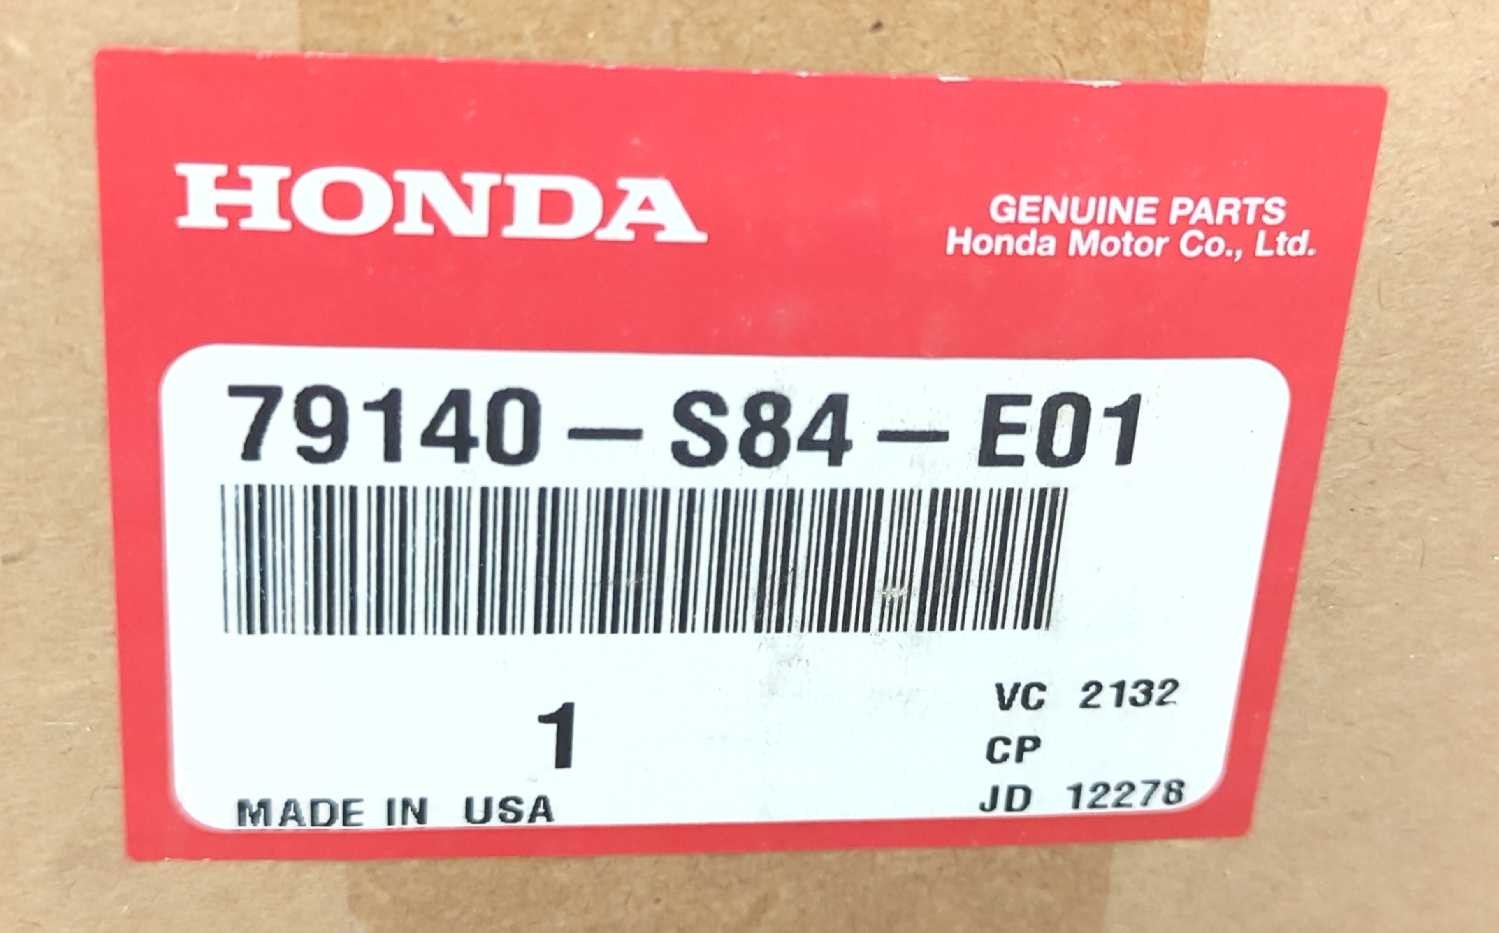 HONDA
GENUINE PARTS
Honda Motor Co., Ltd.
79140-S84-E01
1
VC 2132
CP
JD 12278
MADE IN USA